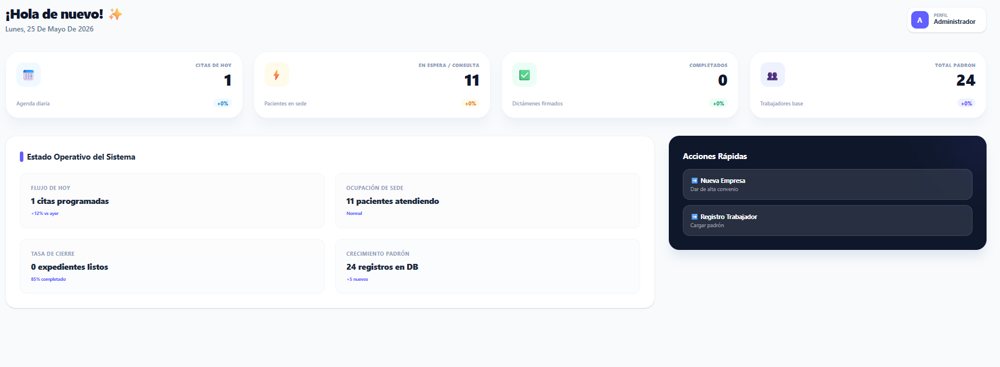 ¡Hola de nuevo! ✨
Lunes, 25 De Mayo De 2026
A
PERFIL
Administrador
CITAS DE HOY
1
Agenda diaria
+0%
EN ESPERA / CONSULTA
11
Pacientes en sede
+0%
COMPLETADOS
0
Dictámenes firmados
+0%
TOTAL PADRON
24
Trabajadores base
+0%
Estado Operativo del Sistema
FLUJO DE HOY
1 citas programadas
+12% vs ayer
OCUPACIÓN DE SEDE
11 pacientes atendiendo
Normal
TASA DE CIERRE
0 expedientes listos
85% completado
CRECIMIENTO PADRÓN
24 registros en DB
+5 nuevos
Acciones Rápidas
➡️ Nueva Empresa
Dar de alta convenio
➡️ Registro Trabajador
Cargar padrón